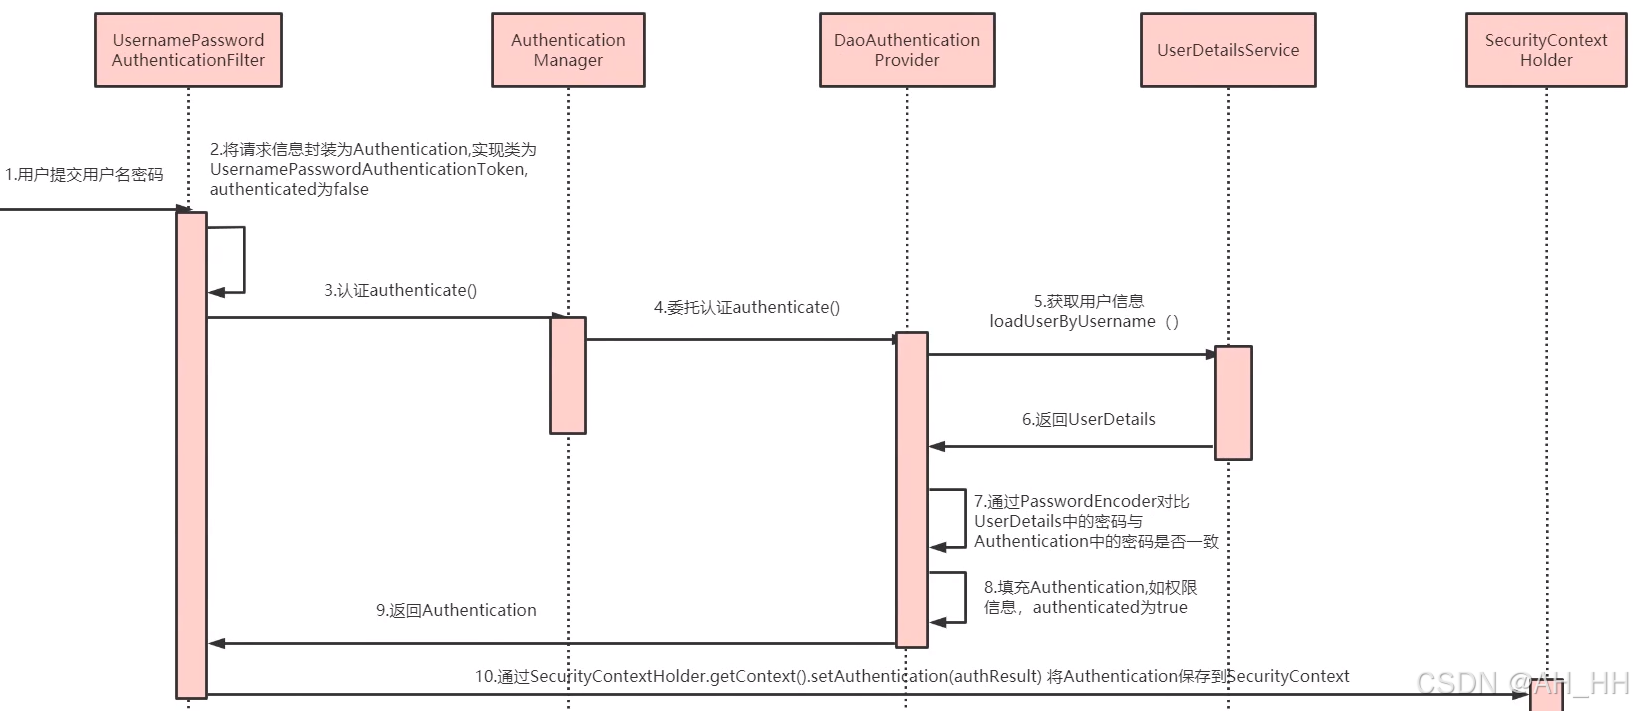 UsernamePassword
AuthenticationFilter
Authentication
Manager
DaoAuthentication
Provider
UserDetailsService
SecurityContext
Holder
1.用户提交用户名密码
2.将请求信息封装为Authentication,实现类为
UsernamePasswordAuthenticationToken,
authenticated为false
3.认证authenticate()
4.委托认证authenticate()
5.获取用户信息
loadUserByUsername（）
6.返回UserDetails
7.通过PasswordEncoder对比
UserDetails中的密码与
Authentication中的密码是否一致
8.填充Authentication,如权限
信息，authenticated为true
9.返回Authentication
10.通过SecurityContextHolder.getContext().setAuthentication(authResult) 将Authentication保存到SecurityContext
CSDN @AH_HH